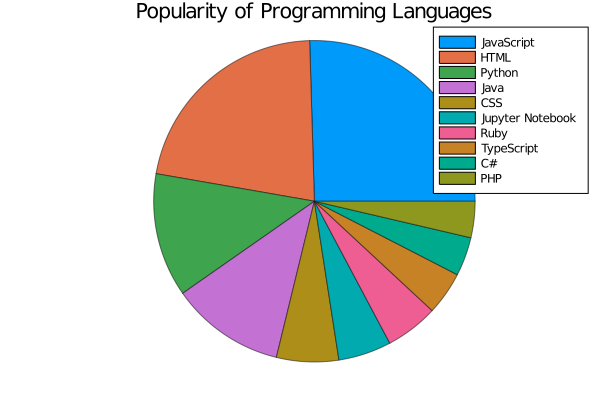 Popularity of Programming Languages
JavaScript
HTML
Python
Java
CSS
Jupyter Notebook
Ruby
TypeScript
C#
PHP